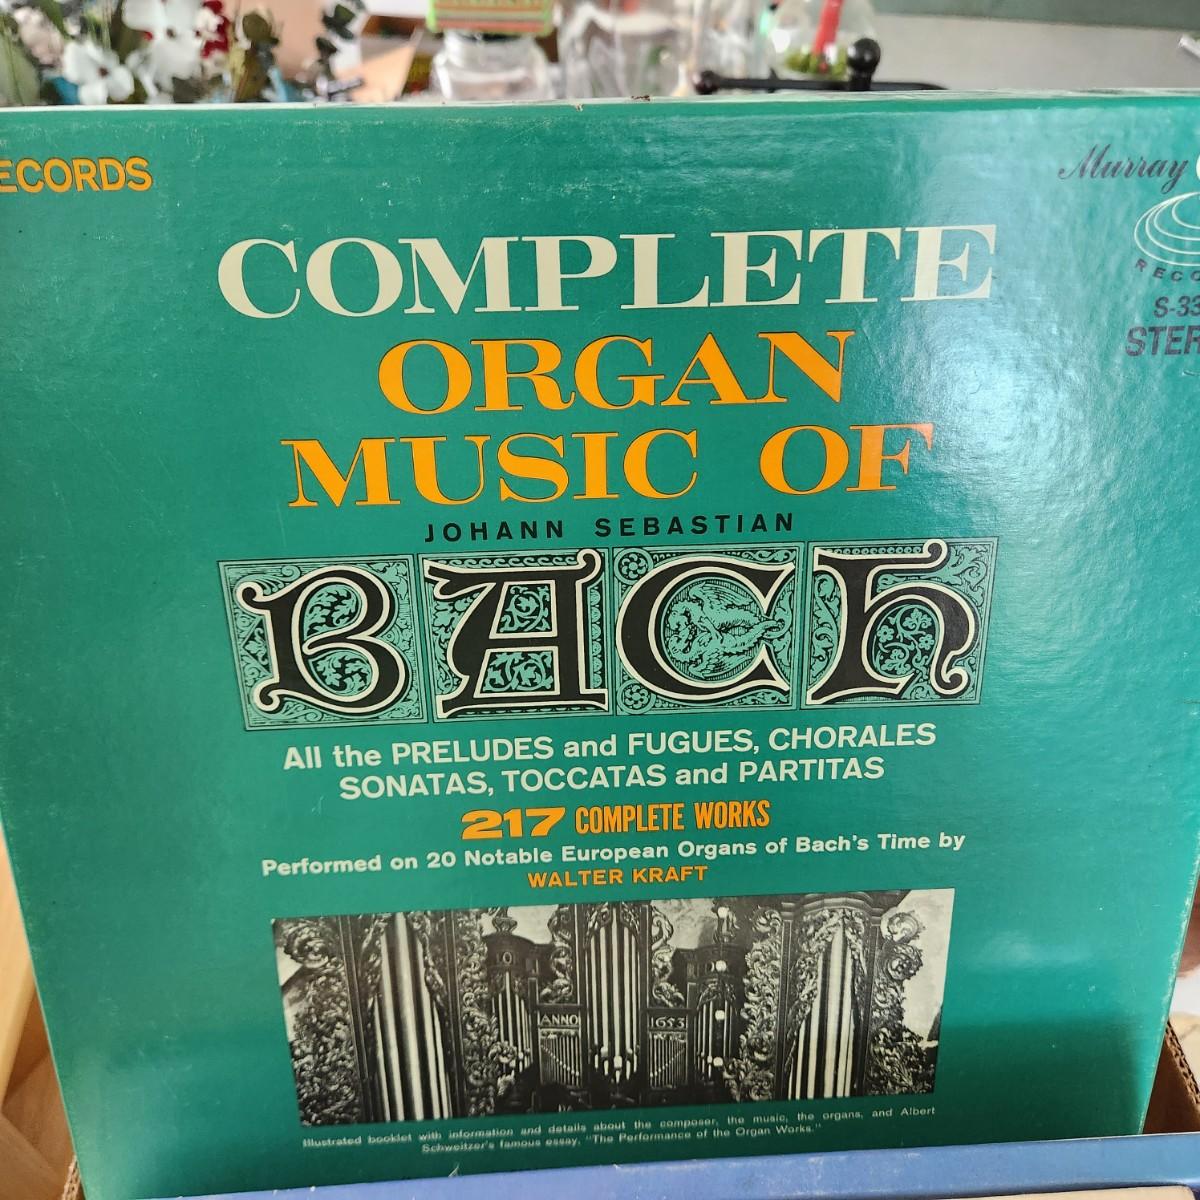 ECORDS
Murray
RECO
S-33
STER
COMPLETE
ORGAN
MUSIC OF
JOHANN SEBASTIAN
BACH
All the PRELUDES and FUGUES, CHORALES
SONATAS, TOCCATAS and PARTITAS
217 COMPLETE WORKS
Performed on 20 Notable European Organs of Bach's Time by
WALTER KRAFT
ANNO 1653
Illustrated booklet with information and details about the composer, the music, the organs, and Albert
Schweitzer's famous essay, "The Performance of the Organ Works."